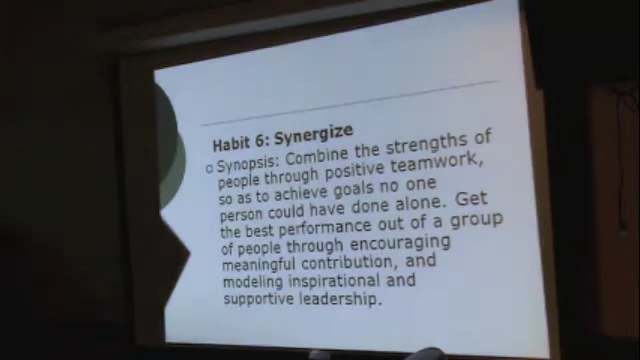 Habit 6: Synergize
Synopsis: Combine the strengths of
people through positive teamwork,
so as to achieve goals no one
person could have done alone. Get
the best performance out of a group
of people through encouraging
meaningful contribution, and
modeling inspirational and
supportive leadership.